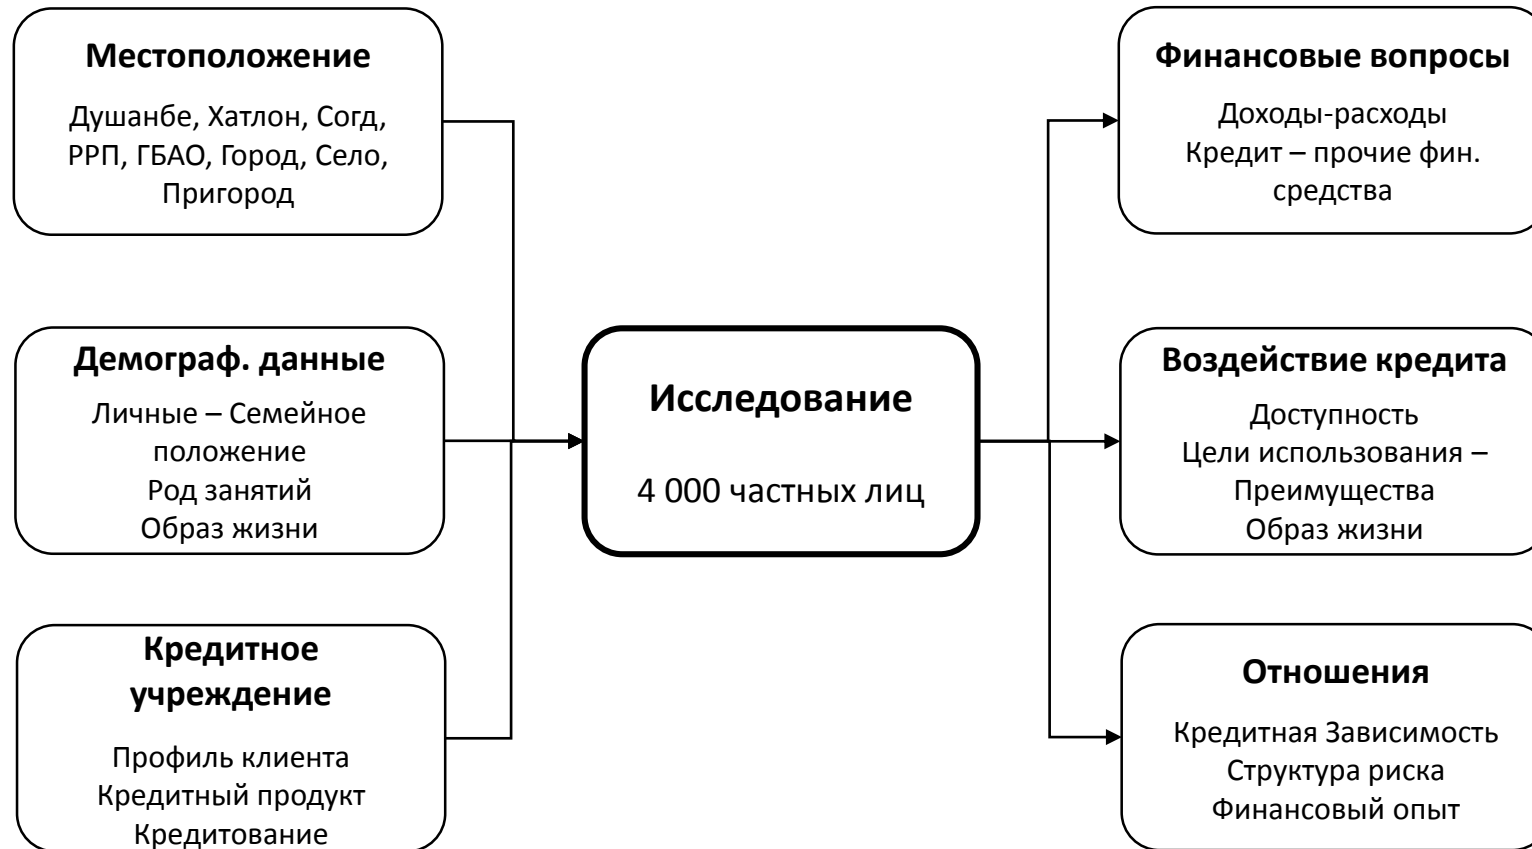 Местоположение
Душанбе, Хатлон, Согд,
РРП, ГБАО, Город, Село,
Пригород
Демограф. данные
Личные – Семейное
положение
Род занятий
Образ жизни
Кредитное
учреждение
Профиль клиента
Кредитный продукт
Кредитование
Исследование
4 000 частных лиц
Финансовые вопросы
Доходы-расходы
Кредит – прочие фин.
средства
Воздействие кредита
Доступность
Цели использования –
Преимущества
Образ жизни
Отношения
Кредитная Зависимость
Структура риска
Финансовый опыт